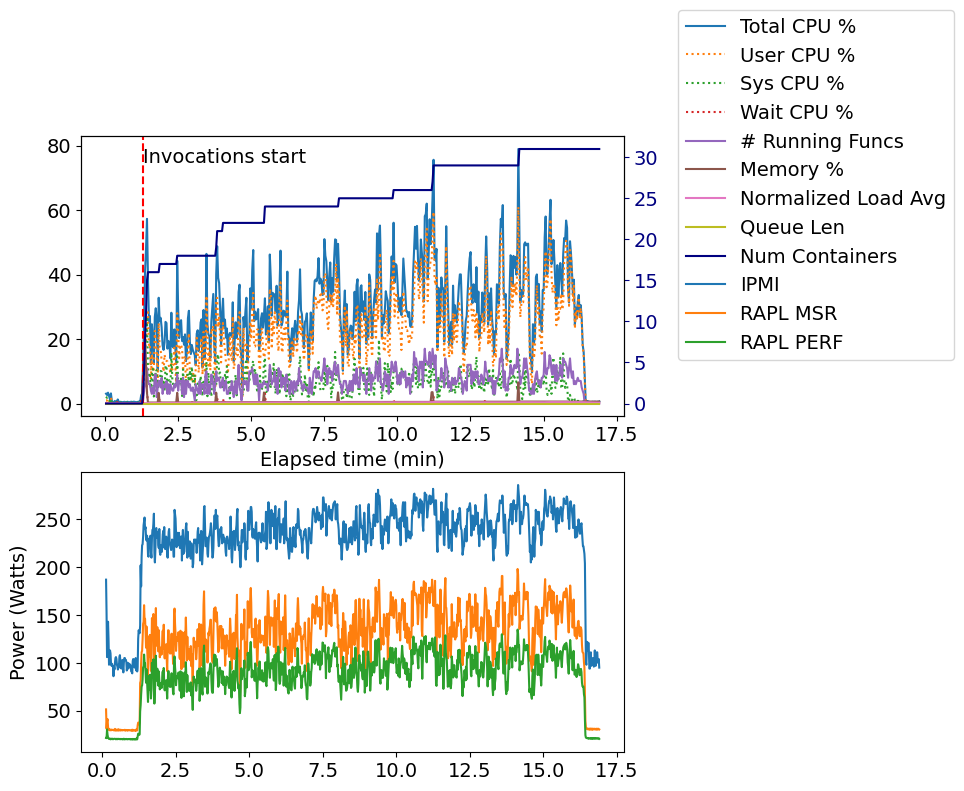 Total CPU %
User CPU %
Sys CPU %
Wait CPU %
# Running Funcs
Memory %
Normalized Load Avg
Queue Len
Num Containers
IPMI
RAPL MSR
RAPL PERF
Invocations start
80
60
40
20
0
30
25
20
15
10
5
0
0.0 2.5 5.0 7.5 10.0 12.5 15.0 17.5
Elapsed time (min)
Power (Watts)
250
200
150
100
50
0.0 2.5 5.0 7.5 10.0 12.5 15.0 17.5